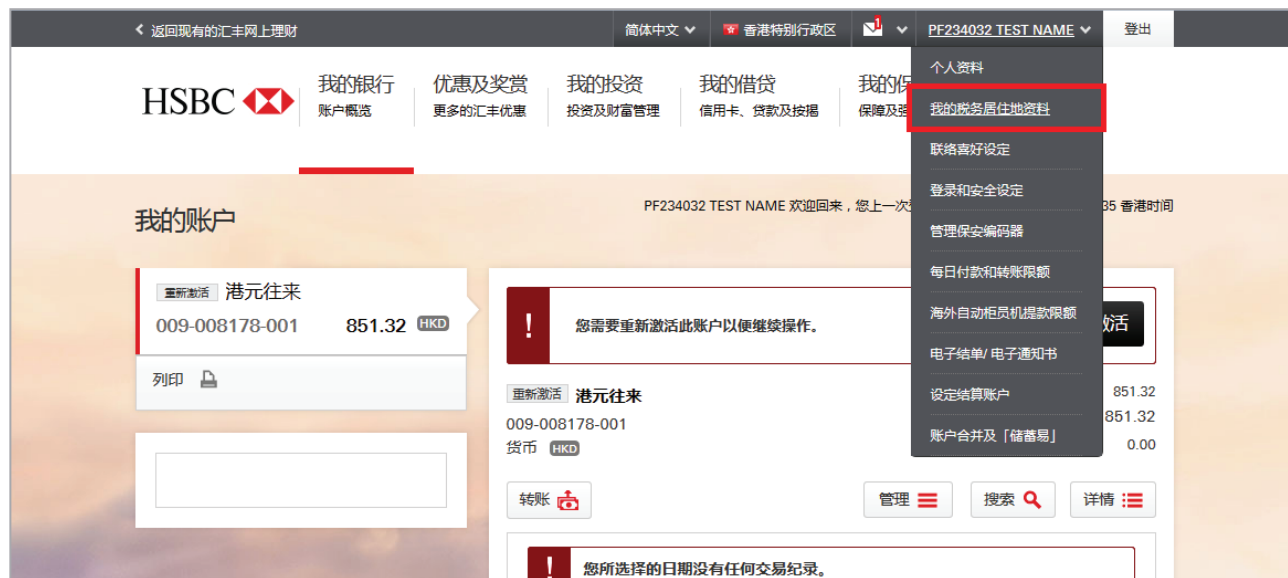 返回现有的汇丰网上理财
简体中文
香港特别行政区
1
PF234032 TEST NAME
登出
HSBC
我的银行
账户概览
优惠及奖赏
更多的汇丰优惠
我的投资
投资及财富管理
我的借贷
信用卡、贷款及按揭
我的保
保障及强
个人资料
我的税务居住地资料
联络喜好设定
登录和安全设定
管理保安编码器
每日付款和转账限额
海外自动柜员机提款限额
电子结单/ 电子通知书
设定结算账户
账户合并及「储蓄易」
我的账户
PF234032 TEST NAME 欢迎回来，您上一次
35 香港时间
重新激活 港元往来
009-008178-001 851.32 HKD
列印
! 您需要重新激活此账户以便继续操作。
激活
重新激活 港元往来
851.32
009-008178-001
851.32
货币 HKD
0.00
转账
管理
搜索
详情
! 您所选择的日期没有任何交易纪录。